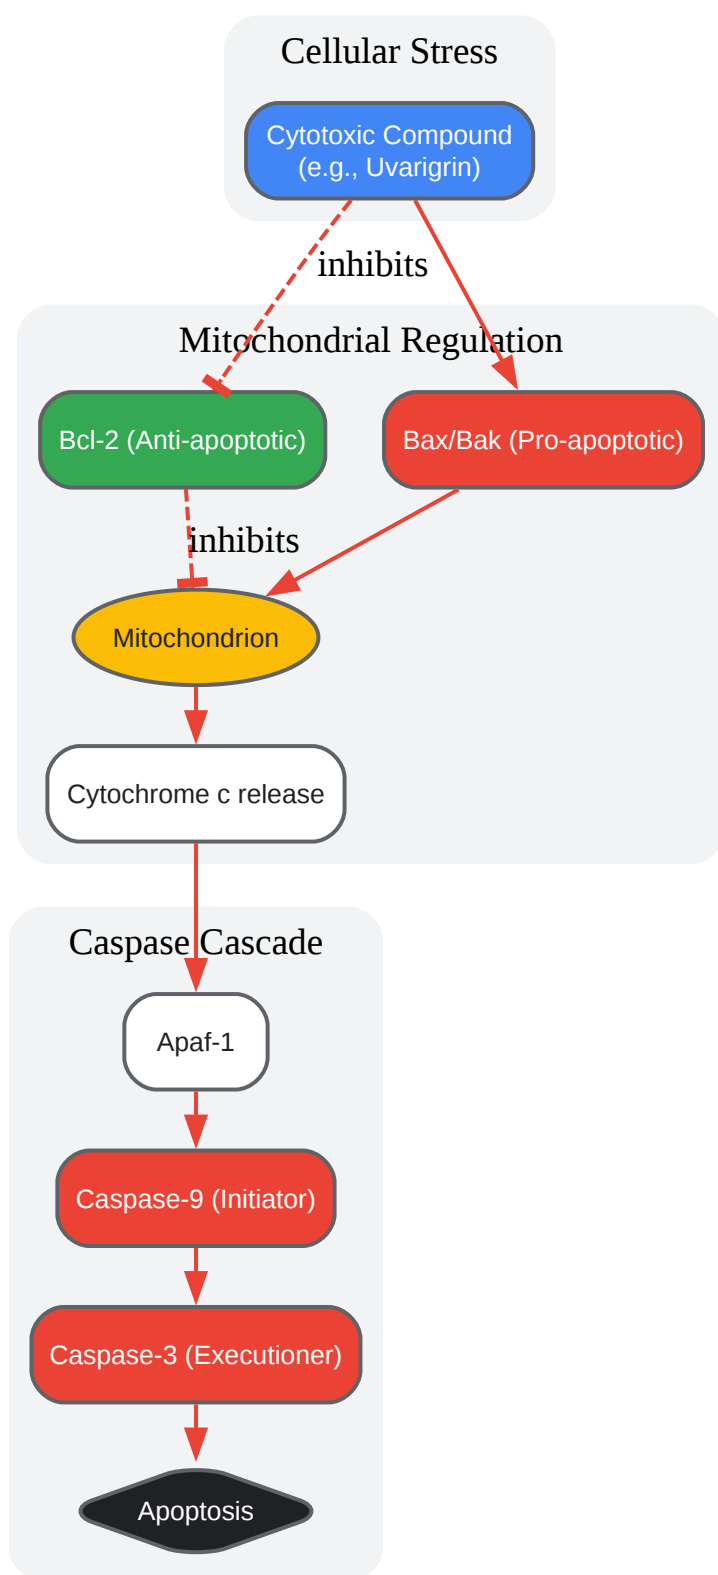 Cellular Stress
Cytotoxic Compound
(e.g., Uvarigrin)
inhibits
Mitochondrial Regulation
Bcl-2 (Anti-apoptotic)
Bax/Bak (Pro-apoptotic)
inhibits
Mitochondrion
Cytochrome c release
Caspase Cascade
Apaf-1
Caspase-9 (Initiator)
Caspase-3 (Executioner)
Apoptosis